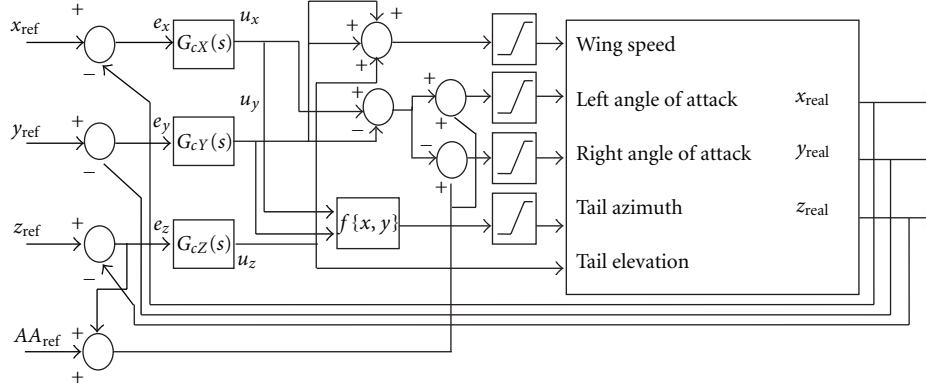 x_ref
+
−
e_x
G_cX(s)
u_x
+
+
+
Wing speed
y_ref
+
−
e_y
G_cY(s)
u_y
+
−
+
+
Left angle of attack
x_real
−
+
Right angle of attack
y_real
z_ref
+
−
e_z
G_cZ(s)
u_z
f{x, y}
Tail azimuth
z_real
Tail elevation
AA_ref
+
+